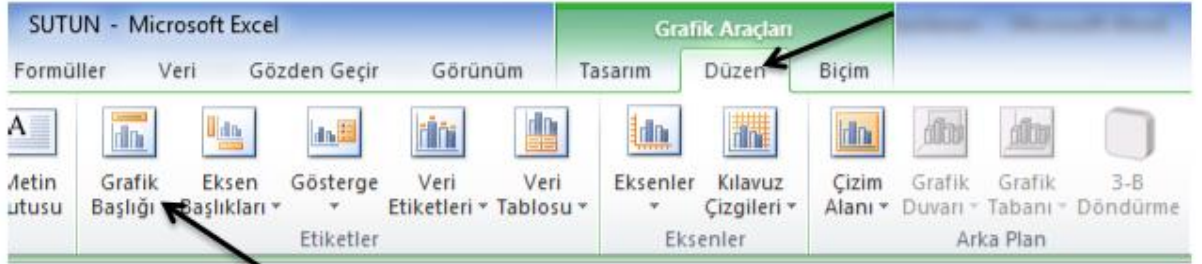 SUTUN - Microsoft Excel
Grafik Araçları
Formüller Veri Gözden Geçir Görünüm Tasarım Düzen Biçim
A
Metin Grafik Eksen Gösterge Veri Veri Eksenler Kılavuz Çizim Grafik Grafik 3-B
utusu Başlığı Başlıkları Etiketleri Tablosu Çizgileri Alanı Duvarı Tabanı Döndürme
Etiketler Eksenler Arka Plan